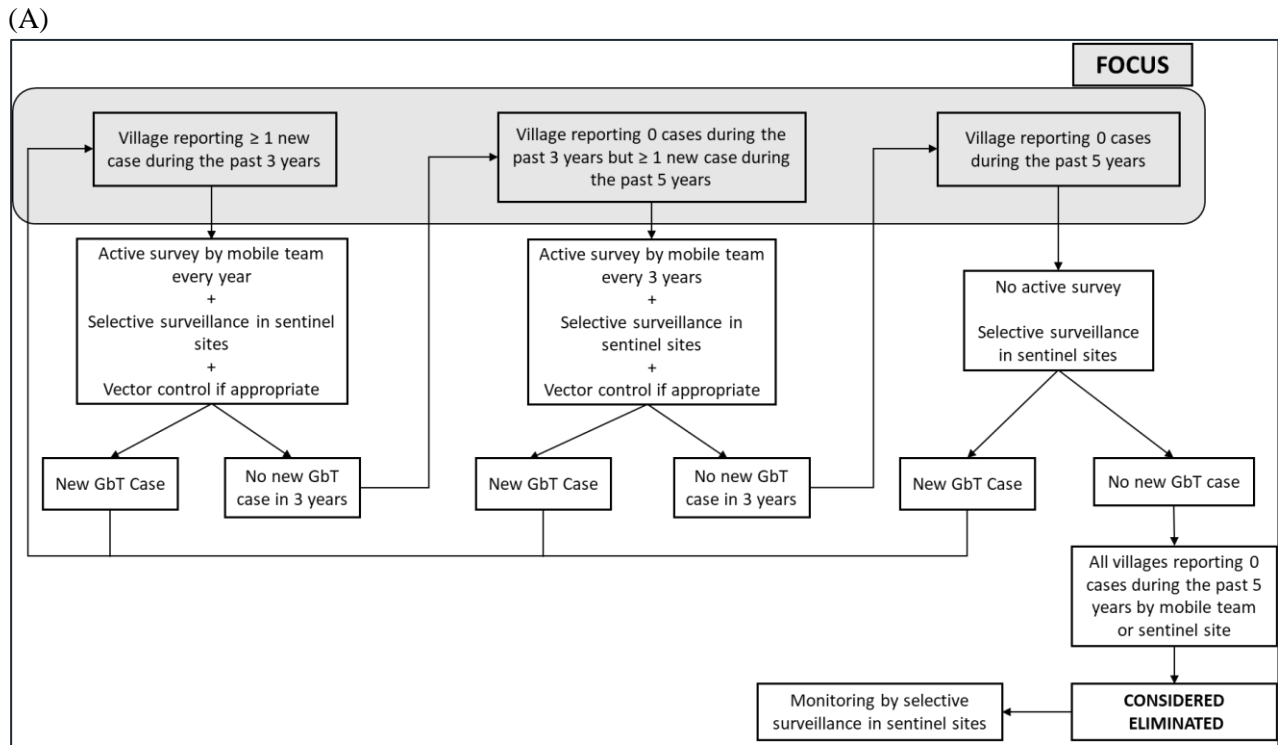 (A)
FOCUS
Village reporting ≥ 1 new
case during the past 3 years
Village reporting 0 cases during the
past 3 years but ≥ 1 new case during
the past 5 years
Village reporting 0 cases
during the past 5 years
Active survey by mobile team
every year
+
Selective surveillance in sentinel
sites
+
Vector control if appropriate
Active survey by mobile team
every 3 years
+
Selective surveillance in
sentinel sites
+
Vector control if appropriate
No active survey
Selective surveillance
in sentinel sites
New GbT Case
No new GbT
case in 3 years
New GbT Case
No new GbT
case in 3 years
New GbT Case
No new GbT case
All villages reporting 0
cases during the past 5
years by mobile team
or sentinel site
Monitoring by selective
surveillance in sentinel sites
CONSIDERED
ELIMINATED